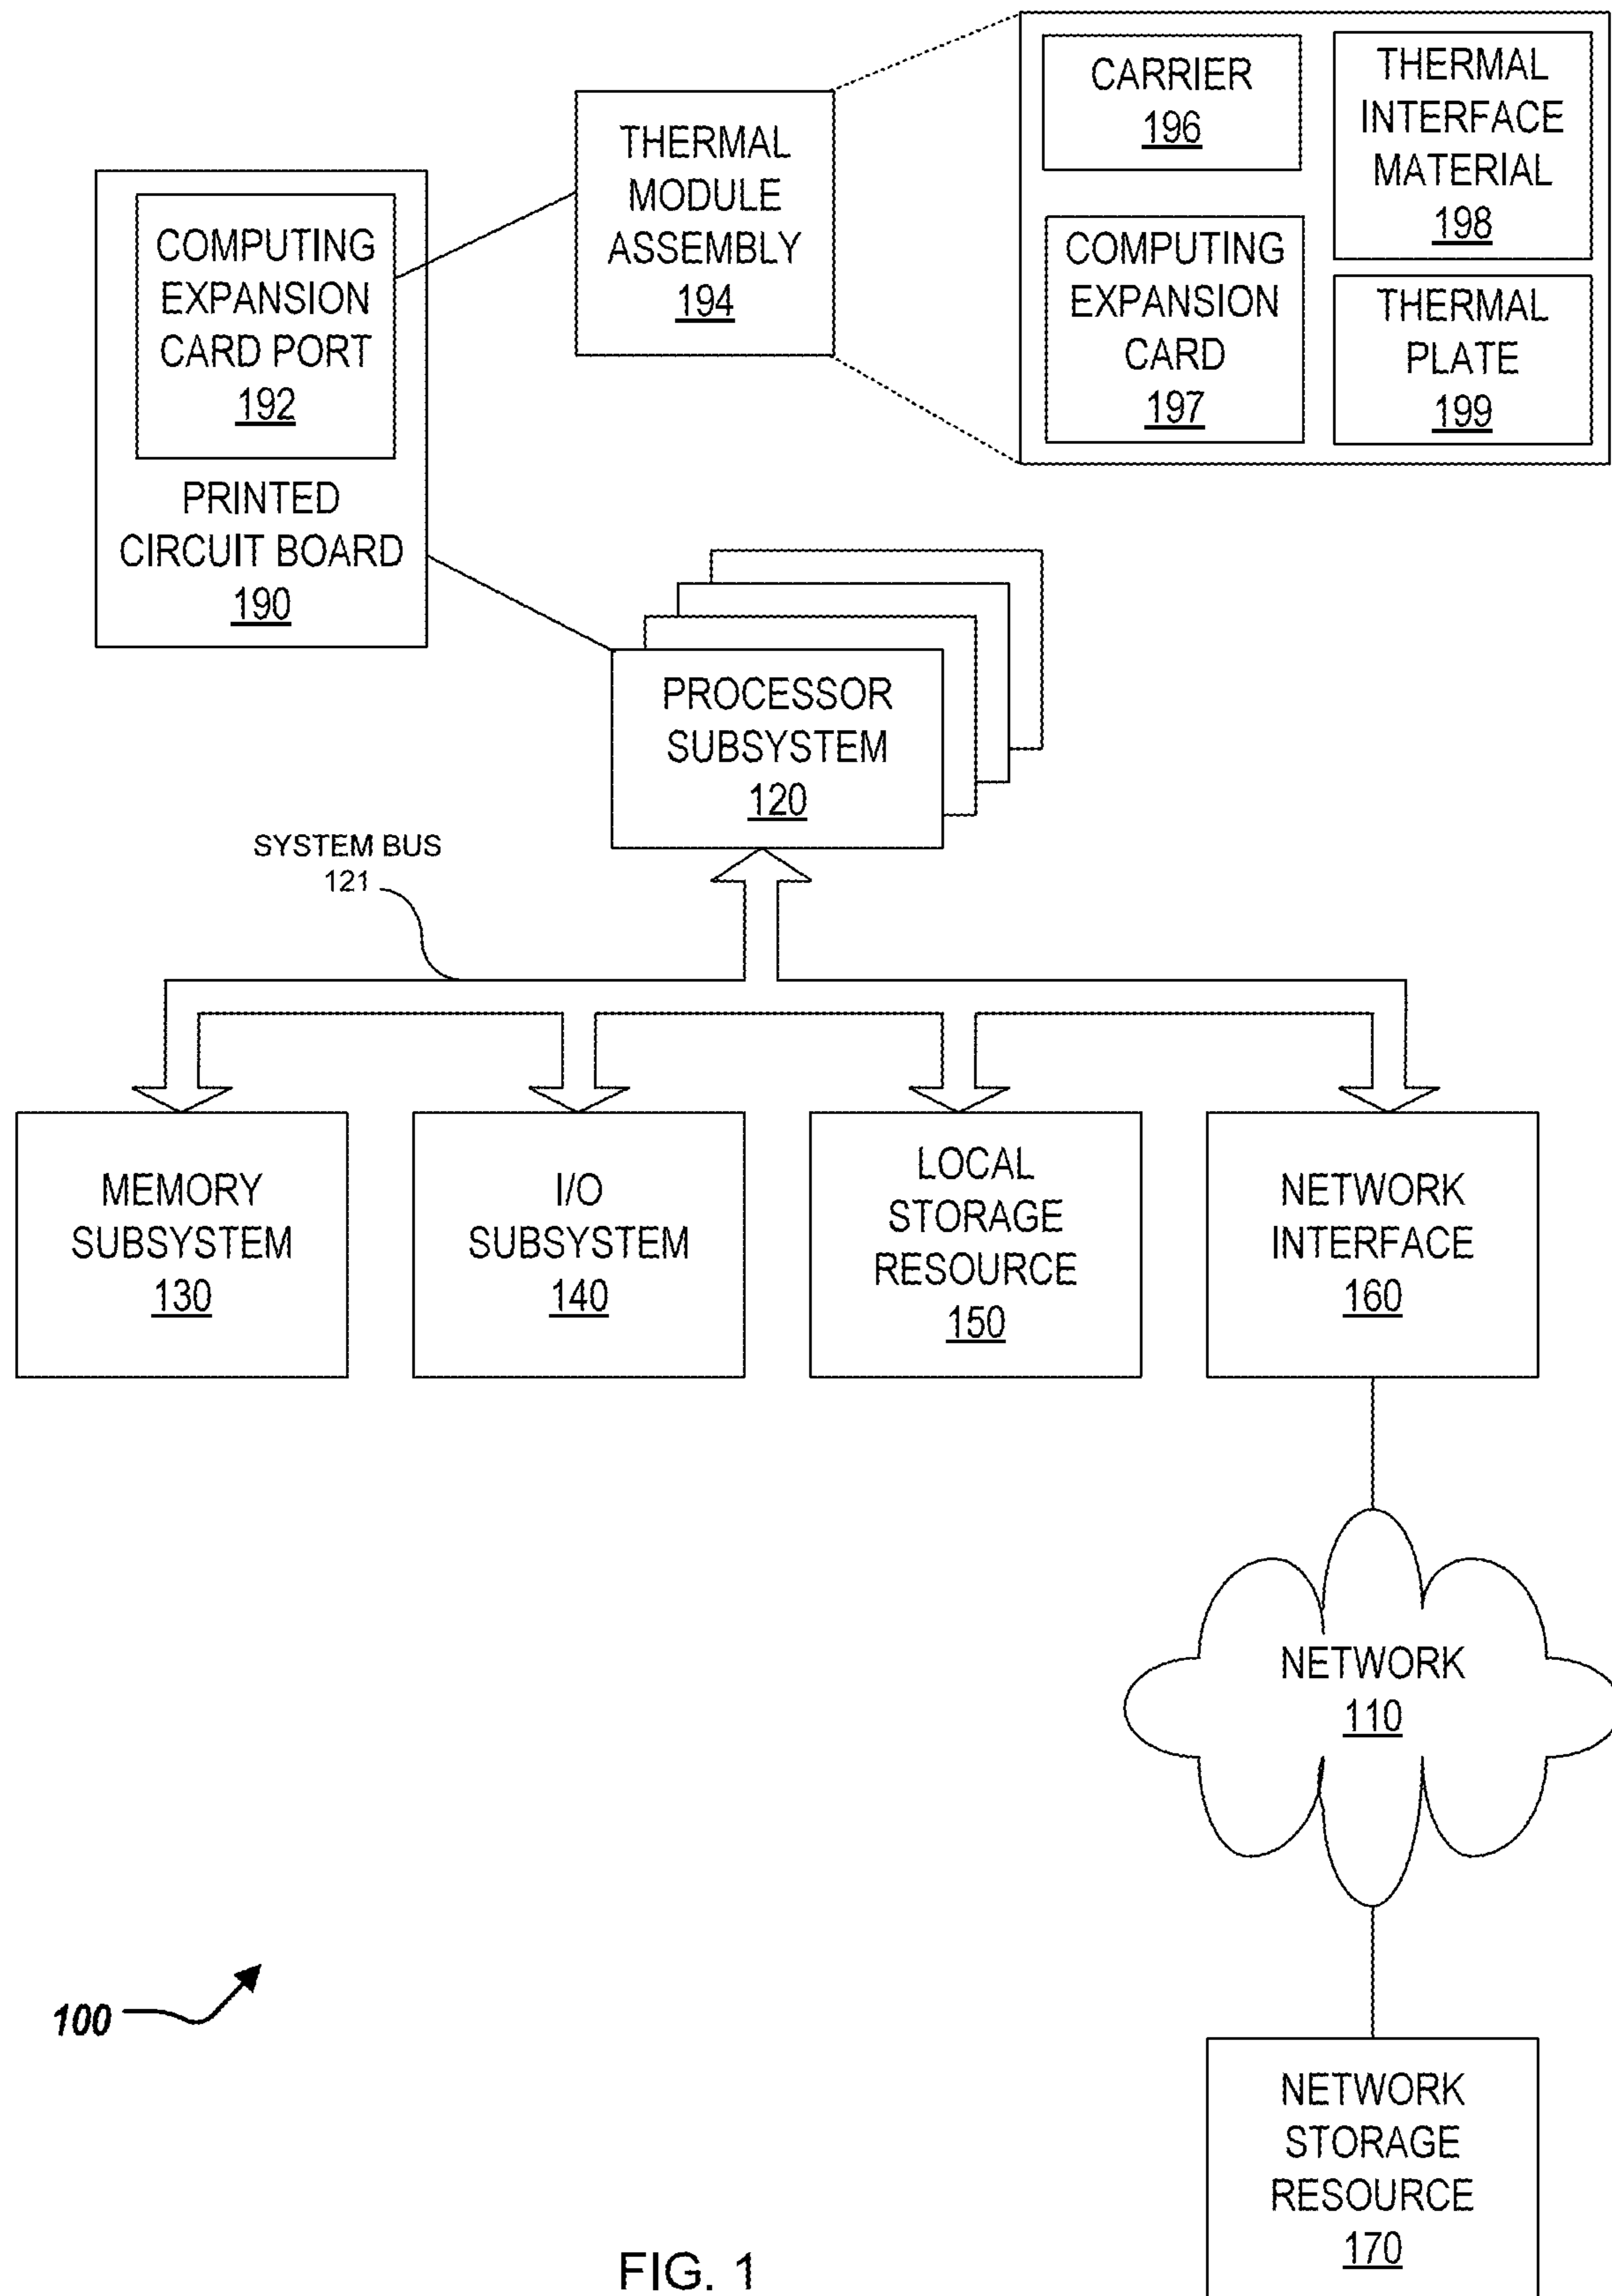 CARRIER
196
THERMAL
INTERFACE
MATERIAL
198
THERMAL
MODULE
ASSEMBLY
194
COMPUTING
EXPANSION
CARD PORT
192
PRINTED
CIRCUIT BOARD
190
COMPUTING
EXPANSION
CARD
197
THERMAL
PLATE
199
PROCESSOR
SUBSYSTEM
120
SYSTEM BUS
121
MEMORY
SUBSYSTEM
130
I/O
SUBSYSTEM
140
LOCAL
STORAGE
RESOURCE
150
NETWORK
INTERFACE
160
NETWORK
110
100
NETWORK
STORAGE
RESOURCE
170
FIG. 1